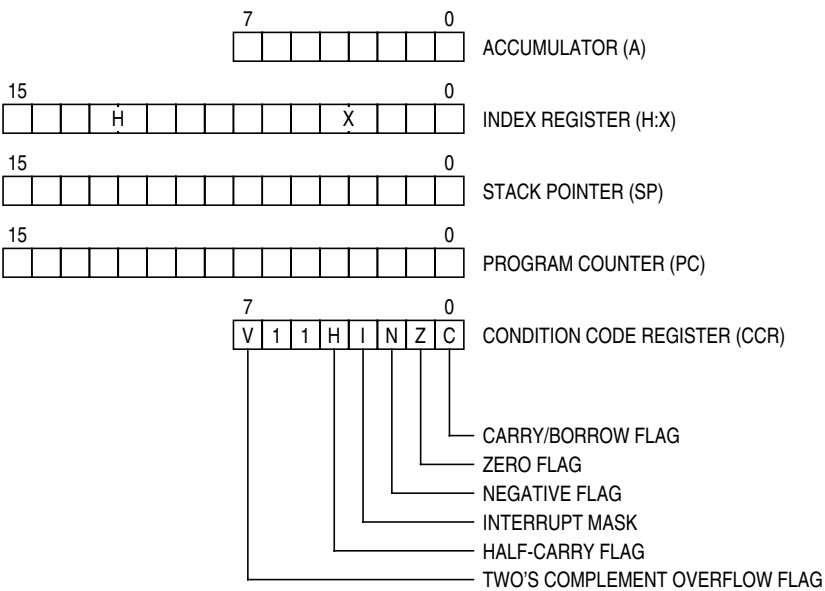 7 0
ACCUMULATOR (A)
15 0
H X INDEX REGISTER (H:X)
15 0
STACK POINTER (SP)
15 0
PROGRAM COUNTER (PC)
7 0
V 1 1 H I N Z C CONDITION CODE REGISTER (CCR)
CARRY/BORROW FLAG
ZERO FLAG
NEGATIVE FLAG
INTERRUPT MASK
HALF-CARRY FLAG
TWO'S COMPLEMENT OVERFLOW FLAG